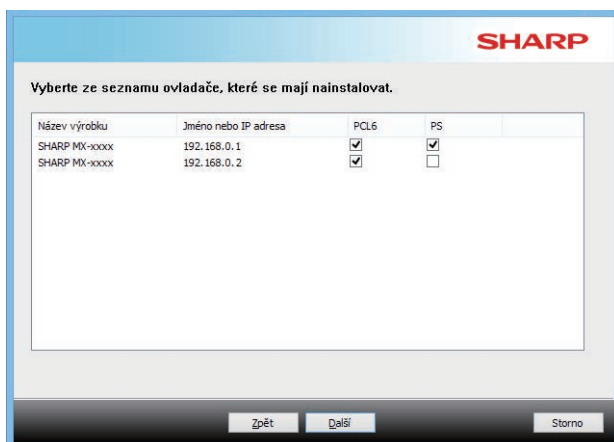 SHARP
Vyberte ze seznamu ovladače, které se mají nainstalovat.
Název výrobku Jméno nebo IP adresa PCL6 PS
SHARP MX-xxxx 192.168.0.1
SHARP MX-xxxx 192.168.0.2
Zpět Další Storno